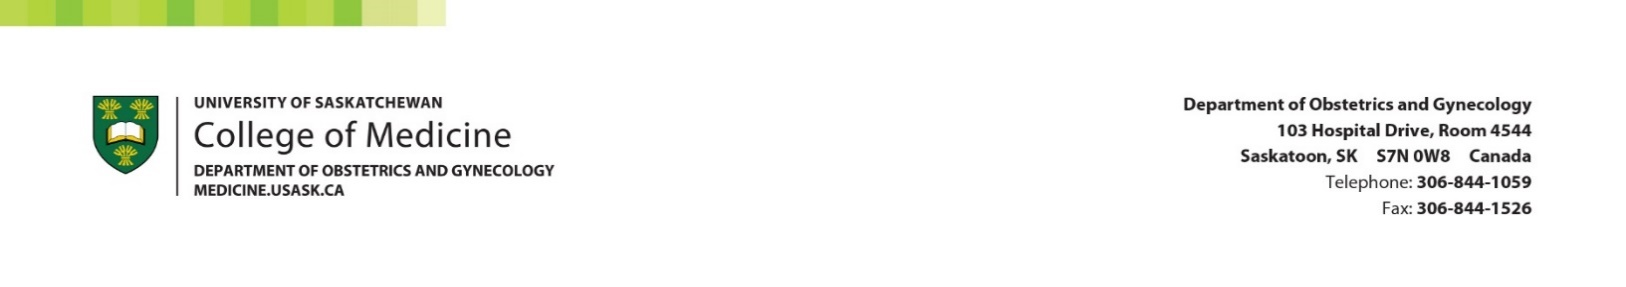 UNIVERSITY OF SASKATCHEWAN
College of Medicine
DEPARTMENT OF OBSTETRICS AND GYNECOLOGY
MEDICINE.USASK.CA
Department of Obstetrics and Gynecology
103 Hospital Drive, Room 4544
Saskatoon, SK S7N 0W8 Canada
Telephone: 306-844-1059
Fax: 306-844-1526